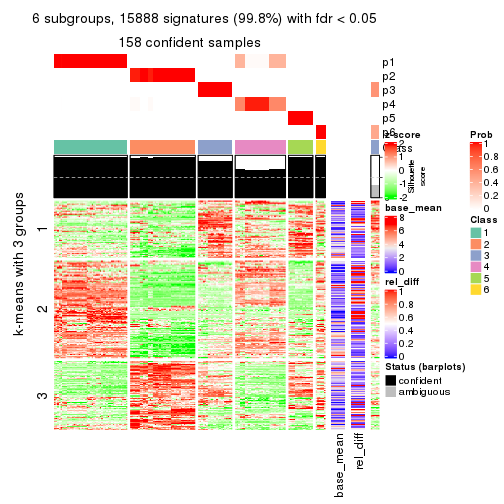 6 subgroups, 15888 signatures (99.8%) with fdr < 0.05
158 confident samples
p1
p2
p3
p4
p5
p6
k-means with 3 groups
1
2
3
Silhouette
score
base_mean
rel_diff
z-score
2
1
0
-1
-2
base_mean
8
6
4
2
0
rel_diff
1
0.8
0.6
0.4
0.2
0
Status (barplots)
confident
ambiguous
Prob
1
0.8
0.6
0.4
0.2
0
Class
1
2
3
4
5
6